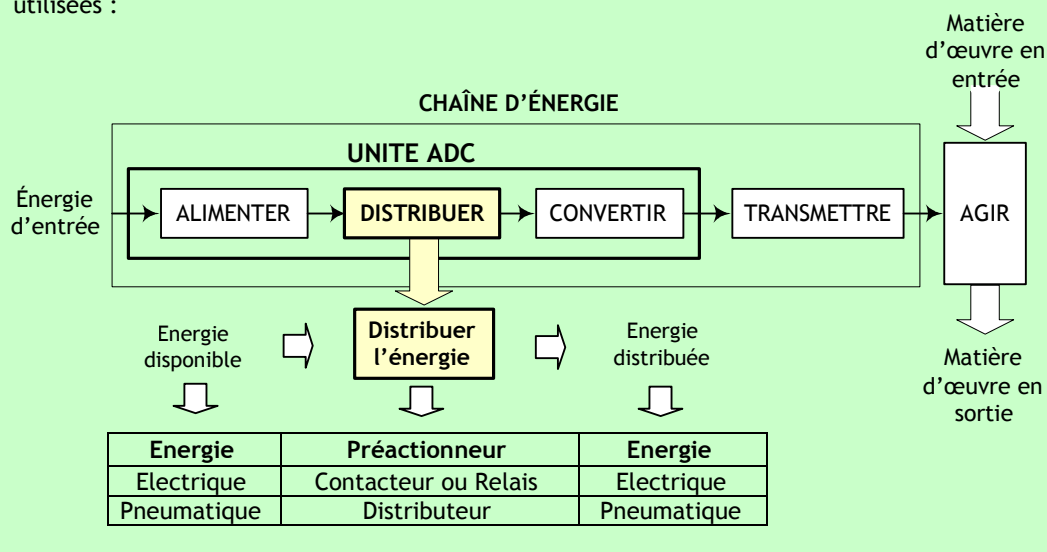 utilisées :
Matière
d’œuvre en
entrée
CHAÎNE D’ÉNERGIE
UNITE ADC
Énergie
d’entrée
ALIMENTER
DISTRIBUER
CONVERTIR
TRANSMETTRE
AGIR
Energie
disponible
Distribuer
l’énergie
Energie
distribuée
Matière
d’œuvre en
sortie
Energie Préactionneur Energie
Electrique Contacteur ou Relais Electrique
Pneumatique Distributeur Pneumatique